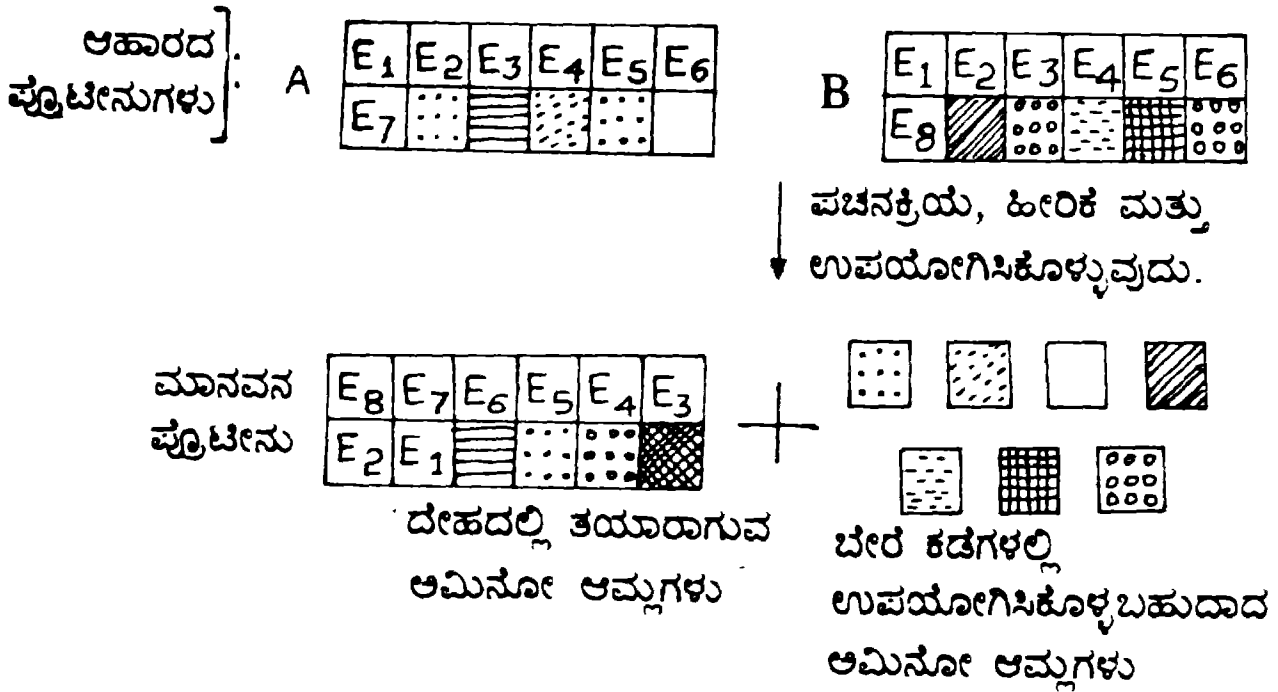 ಆಹಾರದ
ಪ್ರೊಟೀನುಗಳು
A
E1 E2 E3 E4 E5 E6
E7
B
E1 E2 E3 E4 E5 E6
E8
ಪಚನಕ್ರಿಯೆ, ಹೀರಿಕೆ ಮತ್ತು
ಉಪಯೋಗಿಸಿಕೊಳ್ಳುವುದು.
ಮಾನವನ
ಪ್ರೊಟೀನು
E8 E7 E6 E5 E4 E3
E2 E1
+
ದೇಹದಲ್ಲಿ ತಯಾರಾಗುವ
ಅಮಿನೋ ಆಮ್ಲಗಳು
ಬೇರೆ ಕಡೆಗಳಲ್ಲಿ
ಉಪಯೋಗಿಸಿಕೊಳ್ಳಬಹುದಾದ
ಅಮಿನೋ ಆಮ್ಲಗಳು